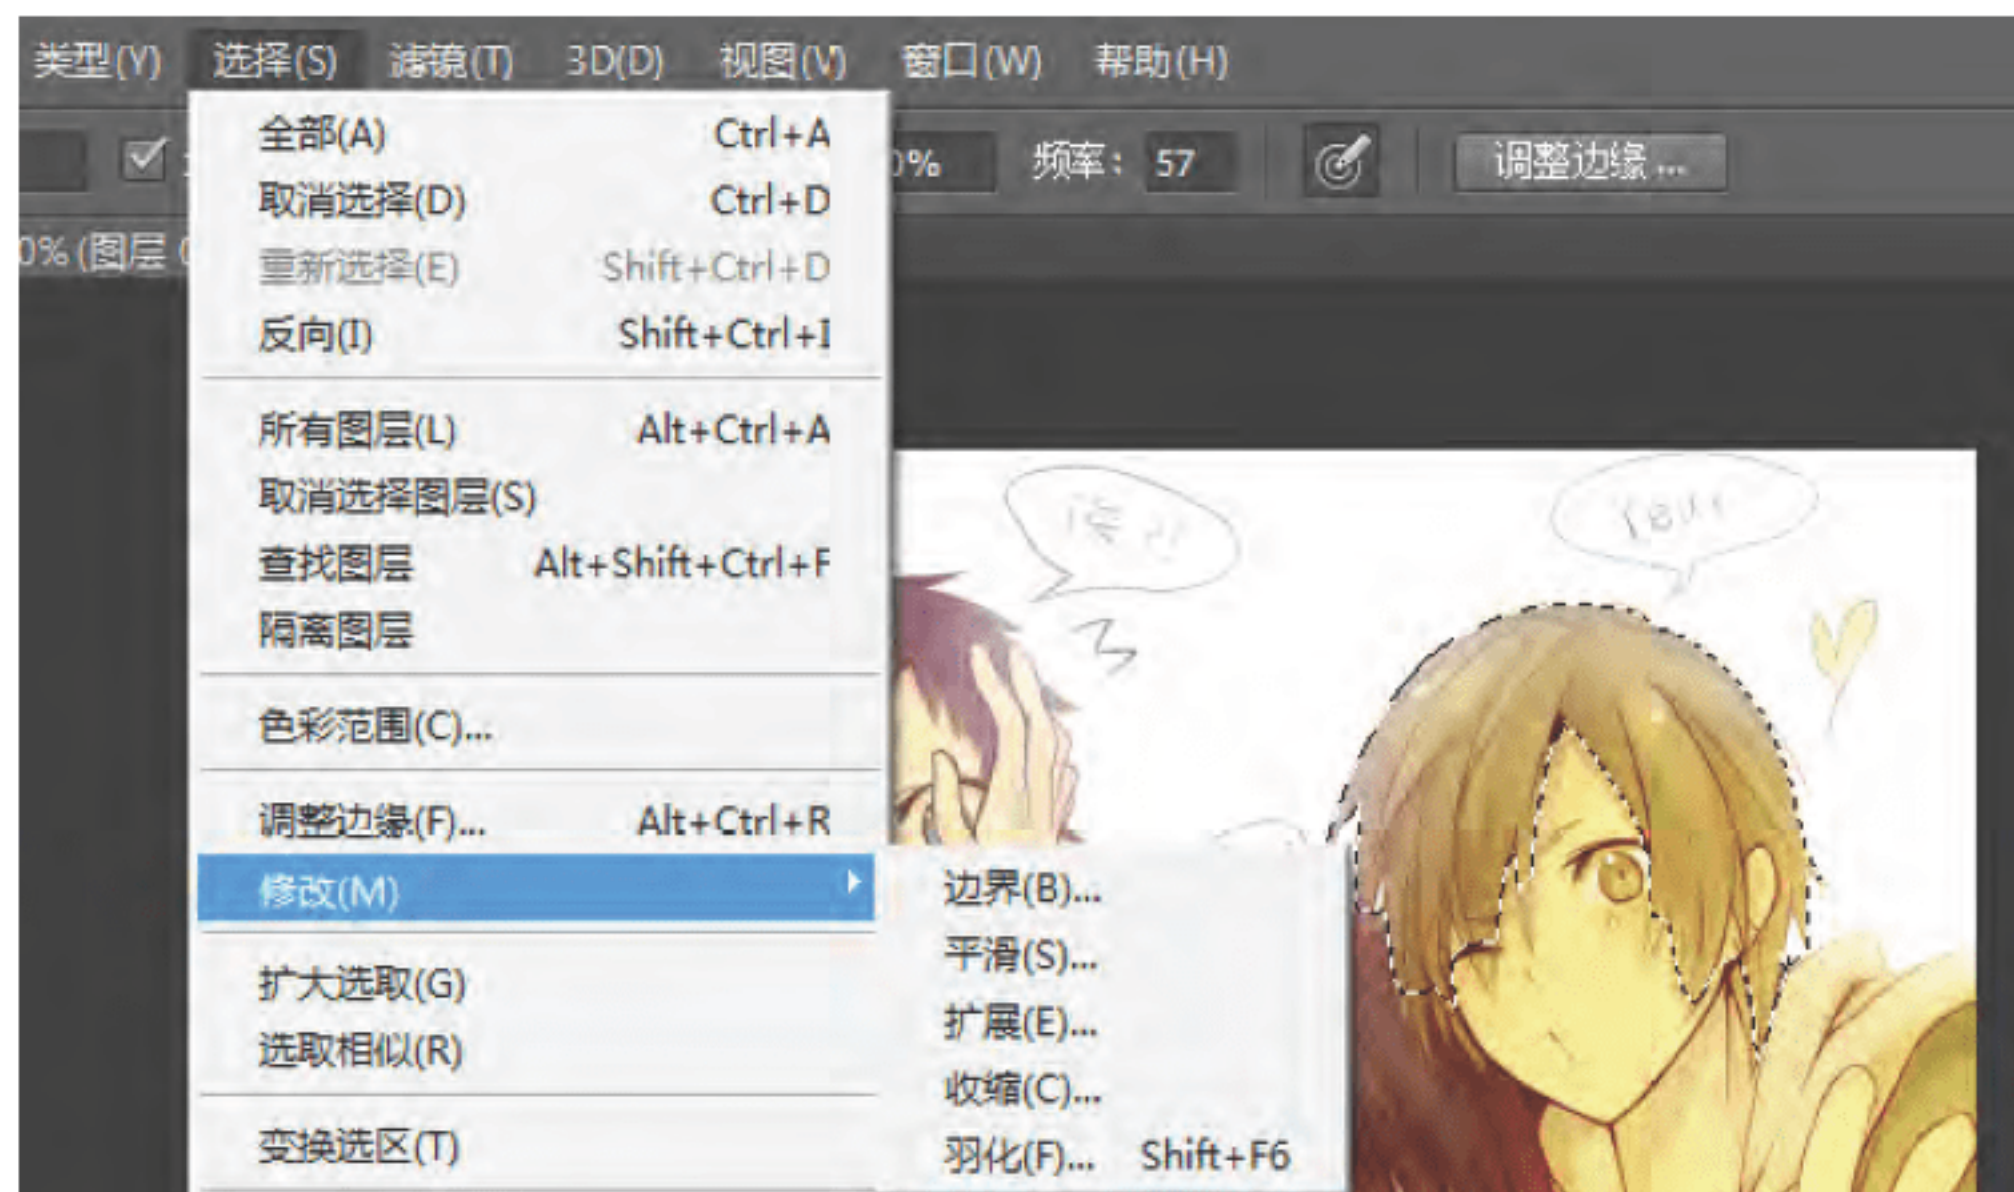 类型(Y) 选择(S) 滤镜(T) 3D(D) 视图(V) 窗口(W) 帮助(H)
0% 频率: 57 调整边缘...
0% (图层
全部(A) Ctrl+A
取消选择(D) Ctrl+D
重新选择(E) Shift+Ctrl+D
反向(I) Shift+Ctrl+I
所有图层(L) Alt+Ctrl+A
取消选择图层(S)
查找图层 Alt+Shift+Ctrl+F
隔离图层
色彩范围(C)...
调整边缘(F)... Alt+Ctrl+R
修改(M)
扩大选取(G)
选取相似(R)
变换选区(T)
边界(B)...
平滑(S)...
扩展(E)...
收缩(C)...
羽化(F)... Shift+F6